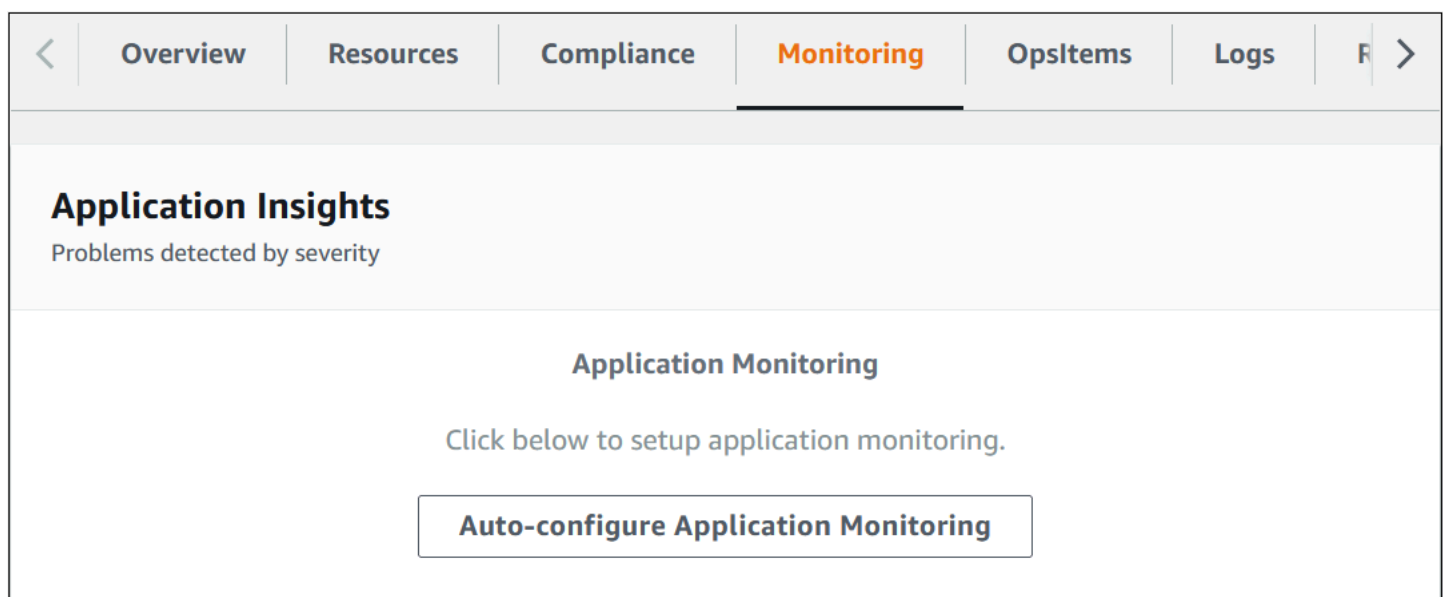 Overview Resources Compliance Monitoring OpsItems Logs
Application Insights
Problems detected by severity
Application Monitoring
Click below to setup application monitoring.
Auto-configure Application Monitoring